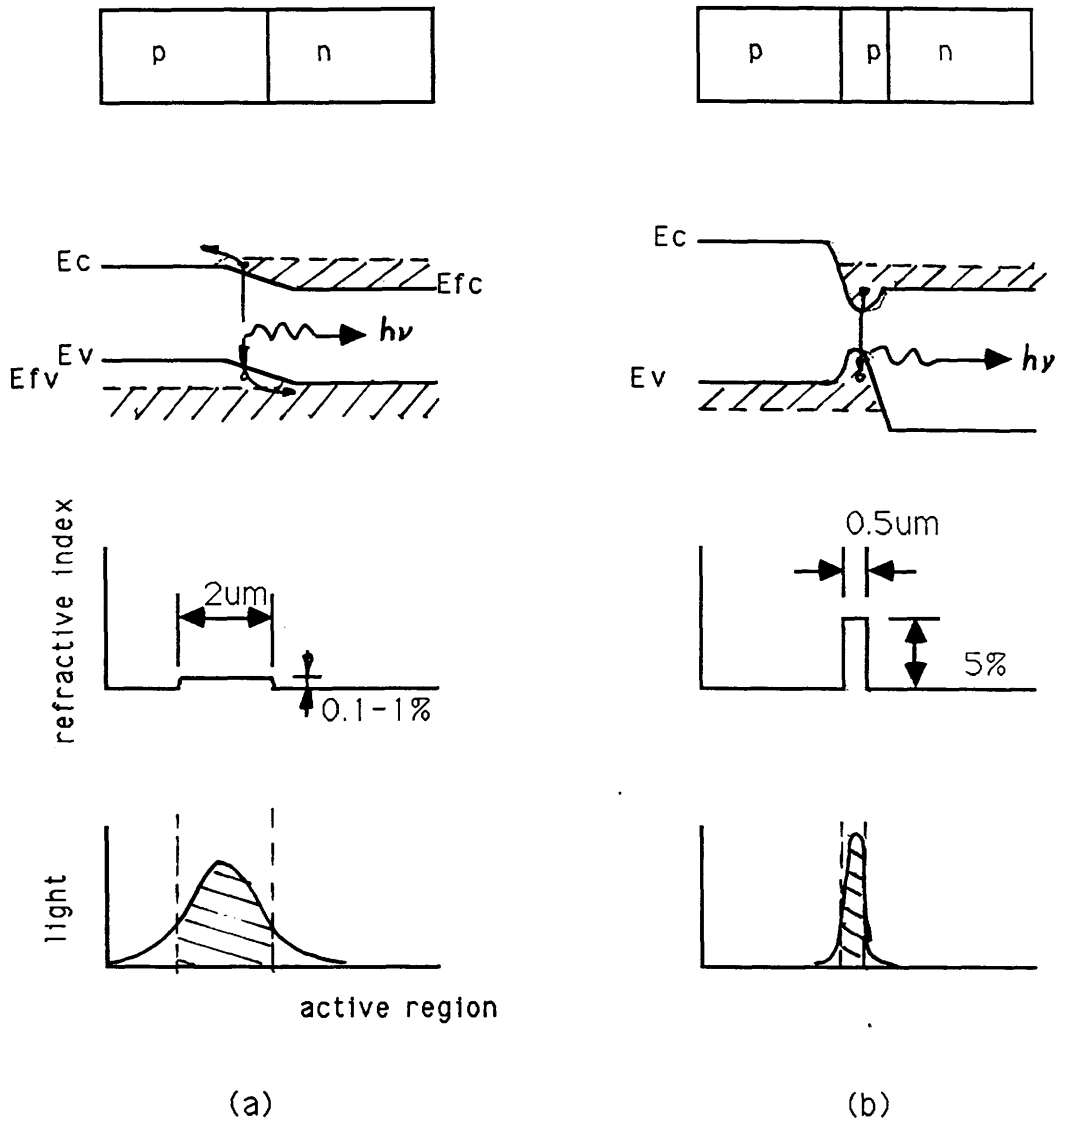 p n
p p n
Ec
Efc
hν
Ev
Efv
Ec
hν
Ev
refractive index
2um
0.1-1%
0.5um
5%
light
active region
(a)
(b)